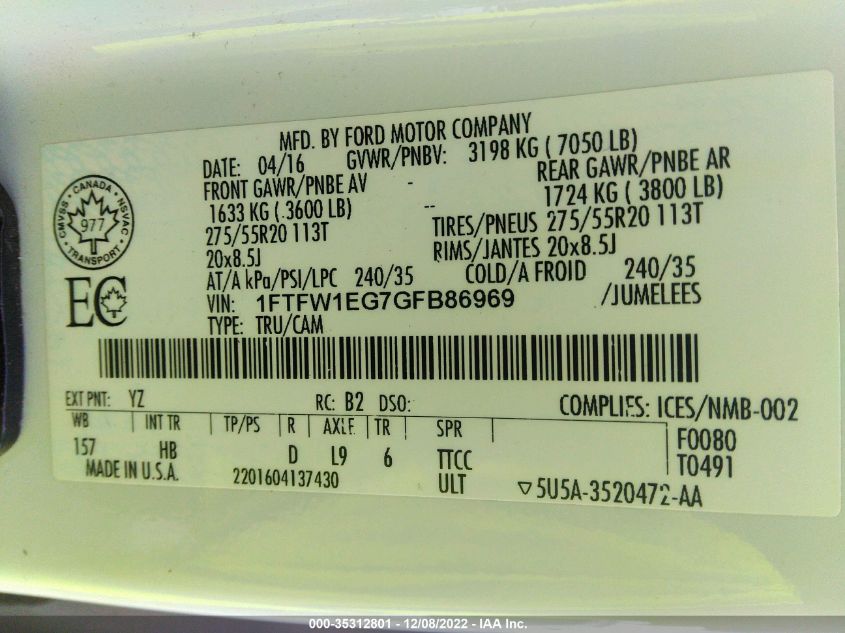 MFD. BY FORD MOTOR COMPANY
DATE: 04/16 GVWR/PNBV: 3198 KG ( 7050 LB)
FRONT GAWR/PNBE AV - REAR GAWR/PNBE AR
1633 KG ( 3600 LB) -- 1724 KG ( 3800 LB)
275/55R20 113T TIRES/PNEUS 275/55R20 113T
20x8.5J RIMS/JANTES 20x8.5J
AT/A kPa/PSI/LPC 240/35 COLD/A FROID 240/35
VIN: 1FTFW1EG7GFB86969 /JUMELEES
TYPE: TRU/CAM
CANADA
CMVSS 977 NSVAC
TRANSPORT
EC
EXT PNT: YZ RC: B2 DSO: COMPLIES: ICES/NMB-002
WB INT TR TP/PS R AXLE TR SPR F0080
157 HB D L9 6 TTCC T0491
MADE IN U.S.A. 2201604137430 ULT ▽5U5A-3520472-AA
000-35312801 - 12/08/2022 - IAA Inc.